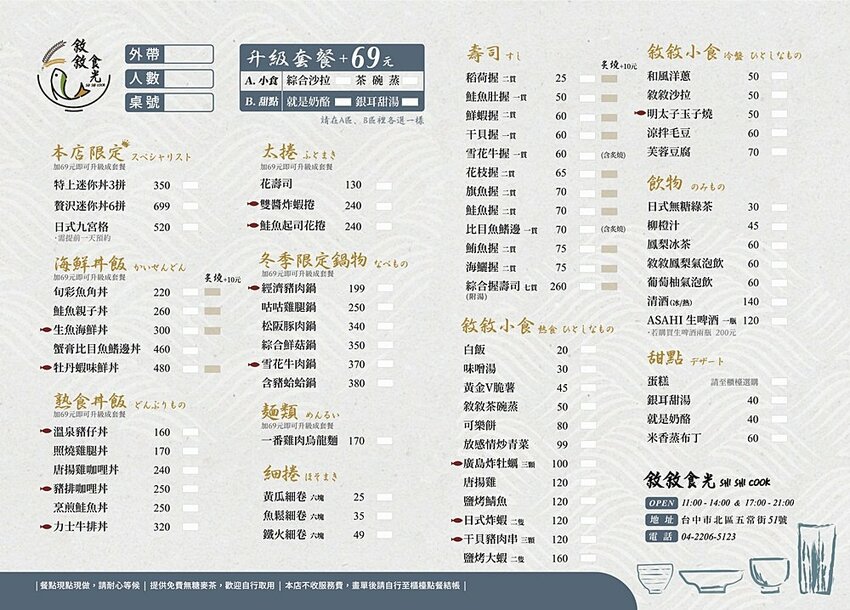 敘敘食光
SHI SHI COOK
外帶
人數
桌號
升級套餐+69元
A. 小食 綜合沙拉 茶碗蒸
B. 甜點 就是奶酪 銀耳甜湯
請在A區、B區裡各選一樣
本店限定 スペシャリスト
加69元即可升級成套餐
特上迷你丼3拼 350
贅沢迷你丼6拼 699
日式九宮格 520
·需提前一天預約
海鮮丼飯 かいせんどん
加69元即可升級成套餐
炙燒+10元
旬彩魚角丼 220
鮭魚親子丼 260
生魚海鮮丼 300
蟹膏比目魚鰭邊丼 460
牡丹蝦味鮮丼 480
熟食丼飯 どんぶりもの
加69元即可升級成套餐
溫泉豬仔丼 160
照燒雞腿丼 170
唐揚雞咖哩丼 240
豬排咖哩丼 250
烹煎鮭魚丼 250
力士牛排丼 320
太捲 ふとまき
加69元即可升級成套餐
花壽司 130
雙醬炸蝦捲 240
鮭魚起司花捲 240
冬季限定鍋物 なべもの
加69元即可升級成套餐
經濟豬肉鍋 199
咕咕雞腿鍋 250
松阪豚肉鍋 340
綜合鮮菇鍋 350
雪花牛肉鍋 370
含豬蛤蛤鍋 380
麵類 めんるい
加69元即可升級成套餐
一番雞肉烏龍麵 170
細捲 ほそまき
黃瓜細卷 六塊 25
魚鬆細卷 六塊 35
鐵火細卷 六塊 49
壽司 すし
炙燒+10元
稻荷握 二貫 25
鮭魚肚握 一貫 50
鮮蝦握 二貫 60
干貝握 一貫 60
雪花牛握 一貫 60 (含炙燒)
花枝握 二貫 65
旗魚握 二貫 70
鮭魚握 二貫 70
比目魚鰭邊 一貫 70 (含炙燒)
鮪魚握 二貫 75
海鱺握 二貫 75
綜合握壽司 七貫 260
(附湯)
敘敘小食 熱食 ひとしなもの
白飯 20
味噌湯 30
黃金V脆薯 45
敘敘茶碗蒸 50
可樂餅 80
放感情炒青菜 99
廣島炸牡蠣 三顆 100
唐揚雞 120
鹽烤鯖魚 120
日式炸蝦 二隻 120
干貝豬肉串 三顆 120
鹽烤大蝦 二隻 160
敘敘小食 冷盤 ひとしなもの
和風洋蔥 50
敘敘沙拉 50
明太子玉子燒 50
涼拌毛豆 60
芙蓉豆腐 70
飲物 のみもの
日式無糖綠茶 30
柳橙汁 45
鳳梨冰茶 60
敘敘鳳梨氣泡飲 60
葡萄柚氣泡飲 60
清酒(冰/熱) 140
ASAHI 生啤酒 一瓶 120
·若購買生啤酒兩瓶 200元
甜點 デザート
蛋糕 請至櫃檯選購
銀耳甜湯 40
就是奶酪 40
米香蒸布丁 60
敘敘食光 SHI SHI COOK
OPEN 11:00 - 14:00 & 17:00 - 21:00
地址 台中市北區五常街51號
電話 04-2206-5123
| 餐點現點現做，請耐心等候 | 提供免費無糖麥茶，歡迎自行取用 | 本店不收服務費，畫單後請自行至櫃檯點餐結帳 |